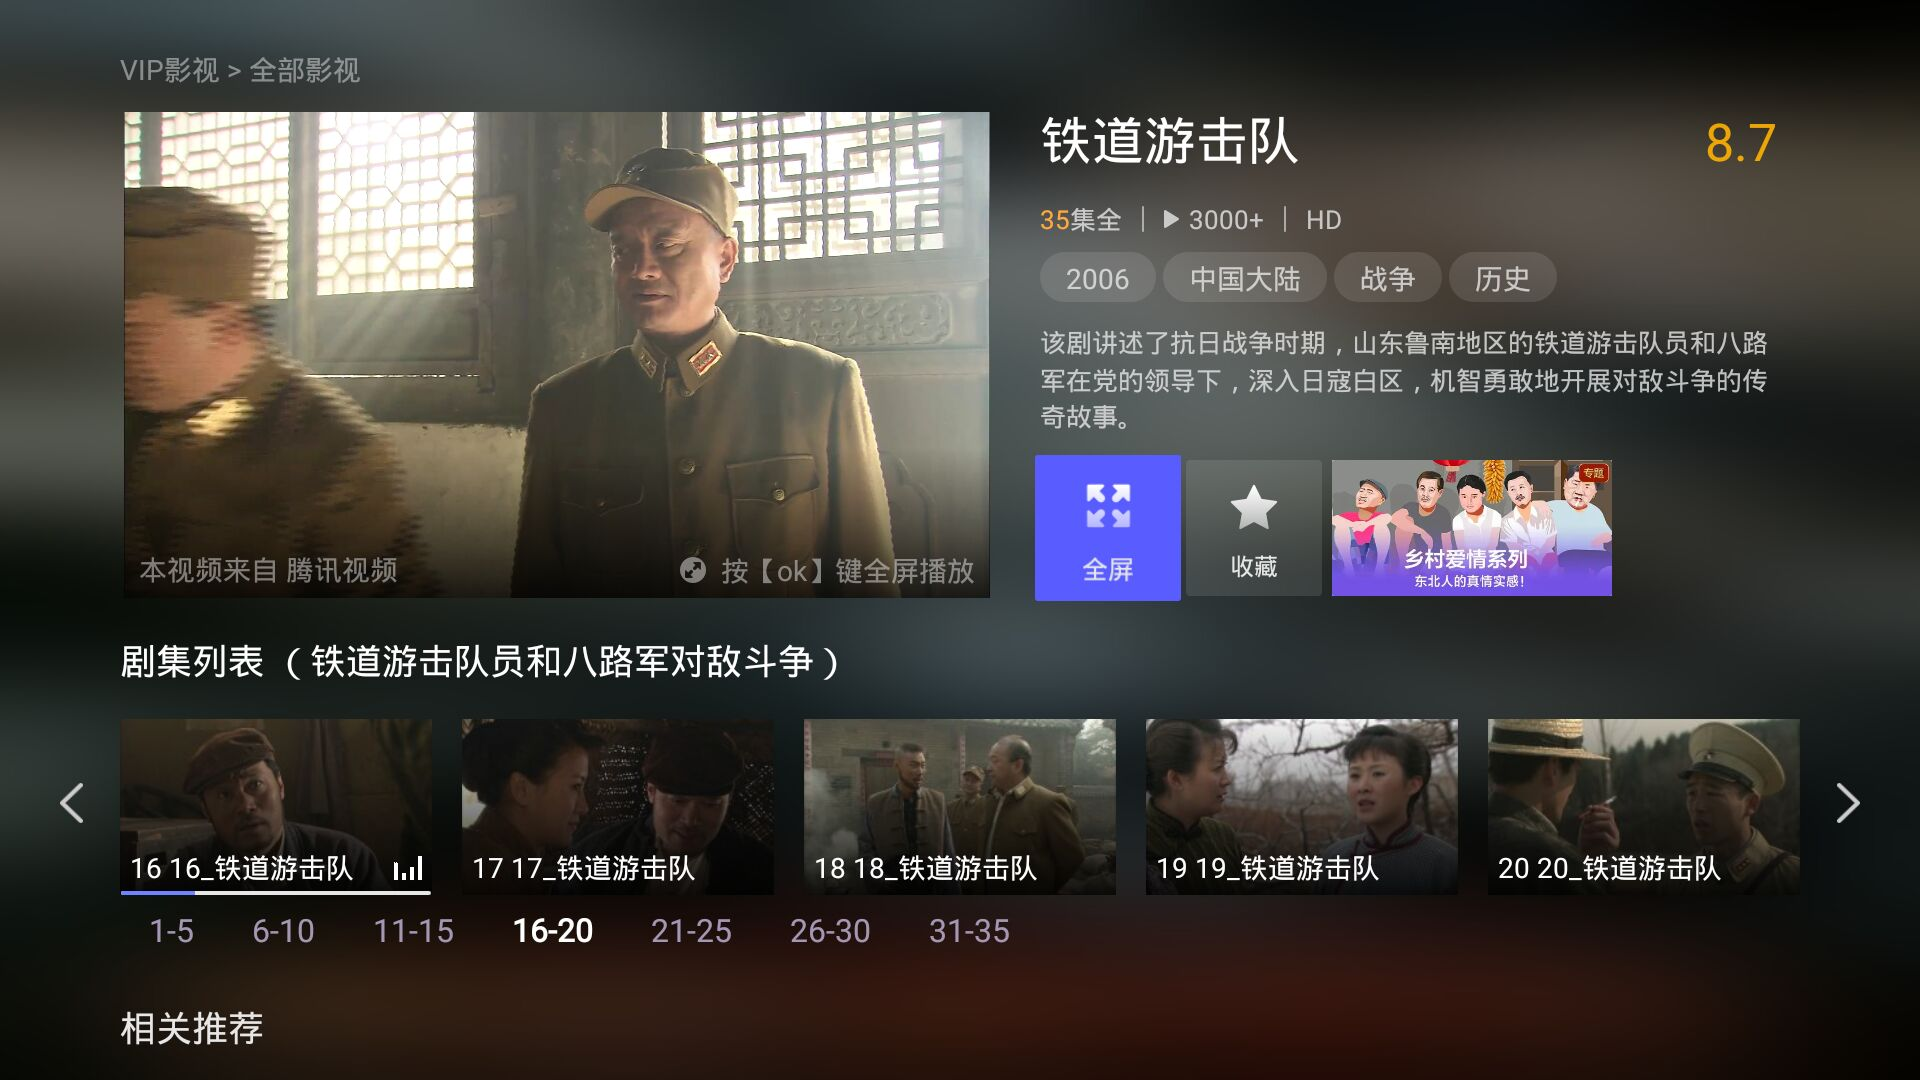 VIP影视 > 全部影视
铁道游击队
8.7
35集全 | 3000+ | HD
2006 中国大陆 战争 历史
该剧讲述了抗日战争时期，山东鲁南地区的铁道游击队员和八路
军在党的领导下，深入日寇白区，机智勇敢地开展对敌斗争的传
奇故事。
本视频来自 腾讯视频
按【ok】键全屏播放
全屏
收藏
专题
乡村爱情系列
东北人的真情实感！
剧集列表 （铁道游击队员和八路军对敌斗争）
16 16_铁道游击队
17 17_铁道游击队
18 18_铁道游击队
19 19_铁道游击队
20 20_铁道游击队
1-5 6-10 11-15 16-20 21-25 26-30 31-35
相关推荐